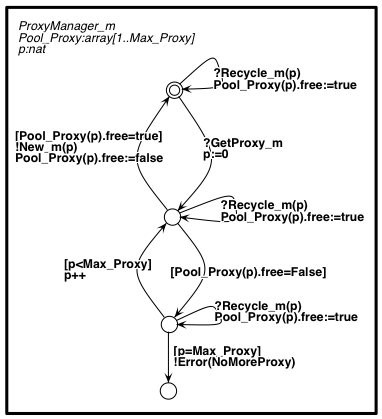 ProxyManager_m
Pool_Proxy:array[1..Max_Proxy]
p:nat
?Recycle_m(p)
Pool_Proxy(p).free:=true
[Pool_Proxy(p).free=true]
!New_m(p)
Pool_Proxy(p).free:=false
?GetProxy_m
p:=0
?Recycle_m(p)
Pool_Proxy(p).free:=true
[p<Max_Proxy]
p++
[Pool_Proxy(p).free=False]
?Recycle_m(p)
Pool_Proxy(p).free:=true
[p=Max_Proxy]
!Error(NoMoreProxy)